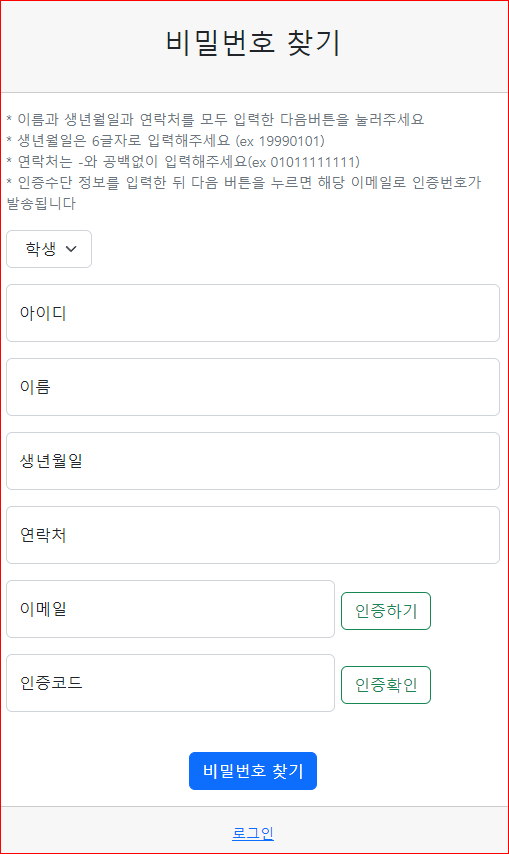 비밀번호 찾기
* 이름과 생년월일과 연락처를 모두 입력한 다음버튼을 눌러주세요
* 생년월일은 6글자로 입력해주세요 (ex 19990101)
* 연락처는 -와 공백없이 입력해주세요(ex 01011111111)
* 인증수단 정보를 입력한 뒤 다음 버튼을 누르면 해당 이메일로 인증번호가
발송됩니다
학생
아이디
이름
생년월일
연락처
이메일
인증하기
인증코드
인증확인
비밀번호 찾기
로그인